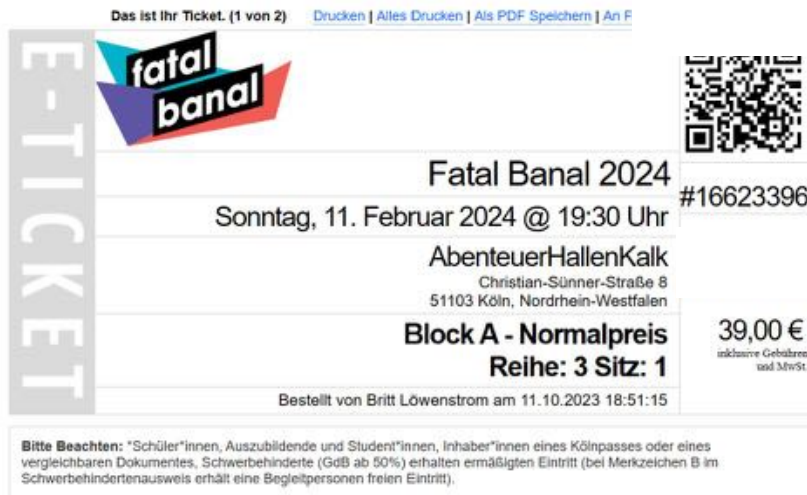 Das ist Ihr Ticket. (1 von 2) Drucken | Alles Drucken | Als PDF Speichern | An F
E-TICKET
fatal
banal
Fatal Banal 2024
#16623396
Sonntag, 11. Februar 2024 @ 19:30 Uhr
AbenteuerHallenKalk
Christian-Sünner-Straße 8
51103 Köln, Nordrhein-Westfalen
Block A - Normalpreis
39,00 €
Reihe: 3 Sitz: 1
inklusive Gebühren
und MwSt
Bestellt von Britt Löwenstrom am 11.10.2023 18:51:15
Bitte Beachten: *Schüler*innen, Auszubildende und Student*innen, Inhaber*innen eines Kölnpasses oder eines
vergleichbaren Dokumentes, Schwerbehinderte (GdB ab 50%) erhalten ermäßigten Eintritt (bei Merkzeichen B im
Schwerbehindertenausweis erhält eine Begleitpersonen freien Eintritt).